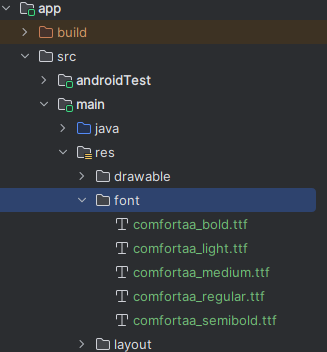 app
build
src
androidTest
main
java
res
drawable
font
comfortaa_bold.ttf
comfortaa_light.ttf
comfortaa_medium.ttf
comfortaa_regular.ttf
comfortaa_semibold.ttf
layout